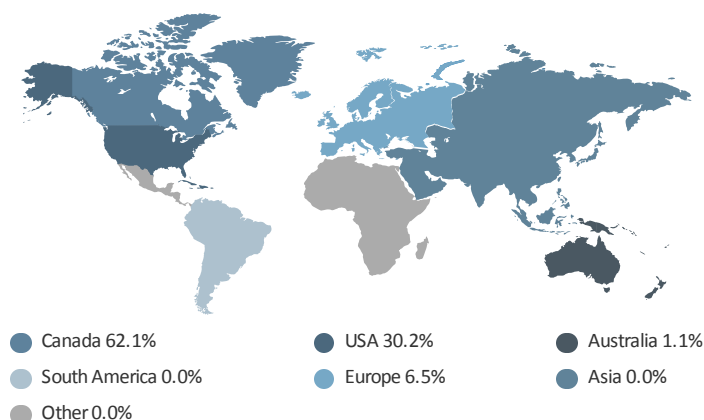 Canada 62.1%
USA 30.2%
Australia 1.1%
South America 0.0%
Europe 6.5%
Asia 0.0%
Other 0.0%